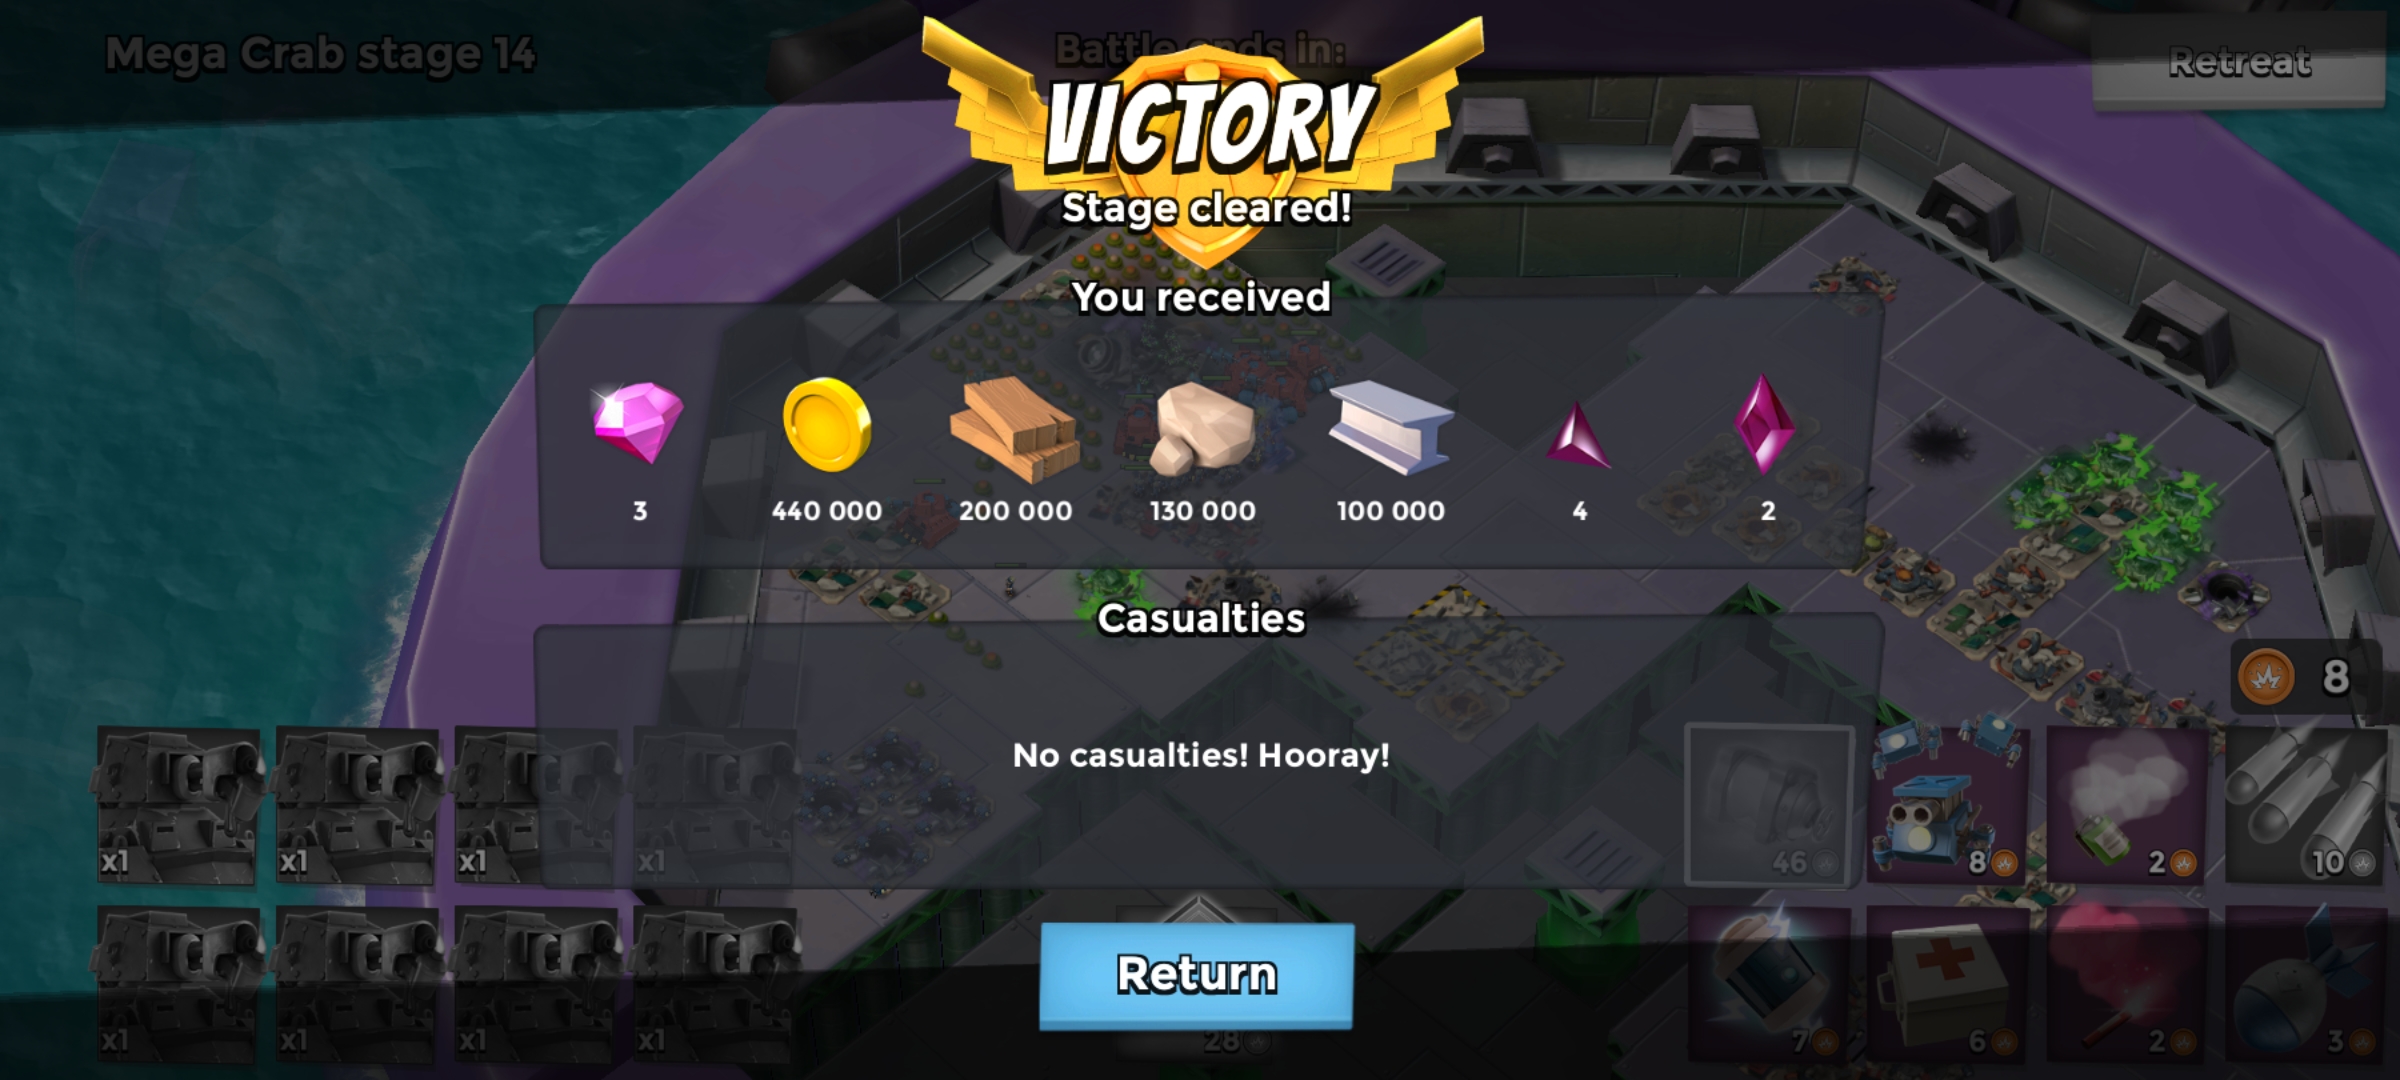 Mega Crab stage 14
Battle ends in:
Retreat
VICTORY
Stage cleared!
You received
3
440 000
200 000
130 000
100 000
4
2
Casualties
8
No casualties! Hooray!
x1
x1
x1
x1
46
8
2
10
Return
x1
x1
x1
x1
28
7
6
2
3